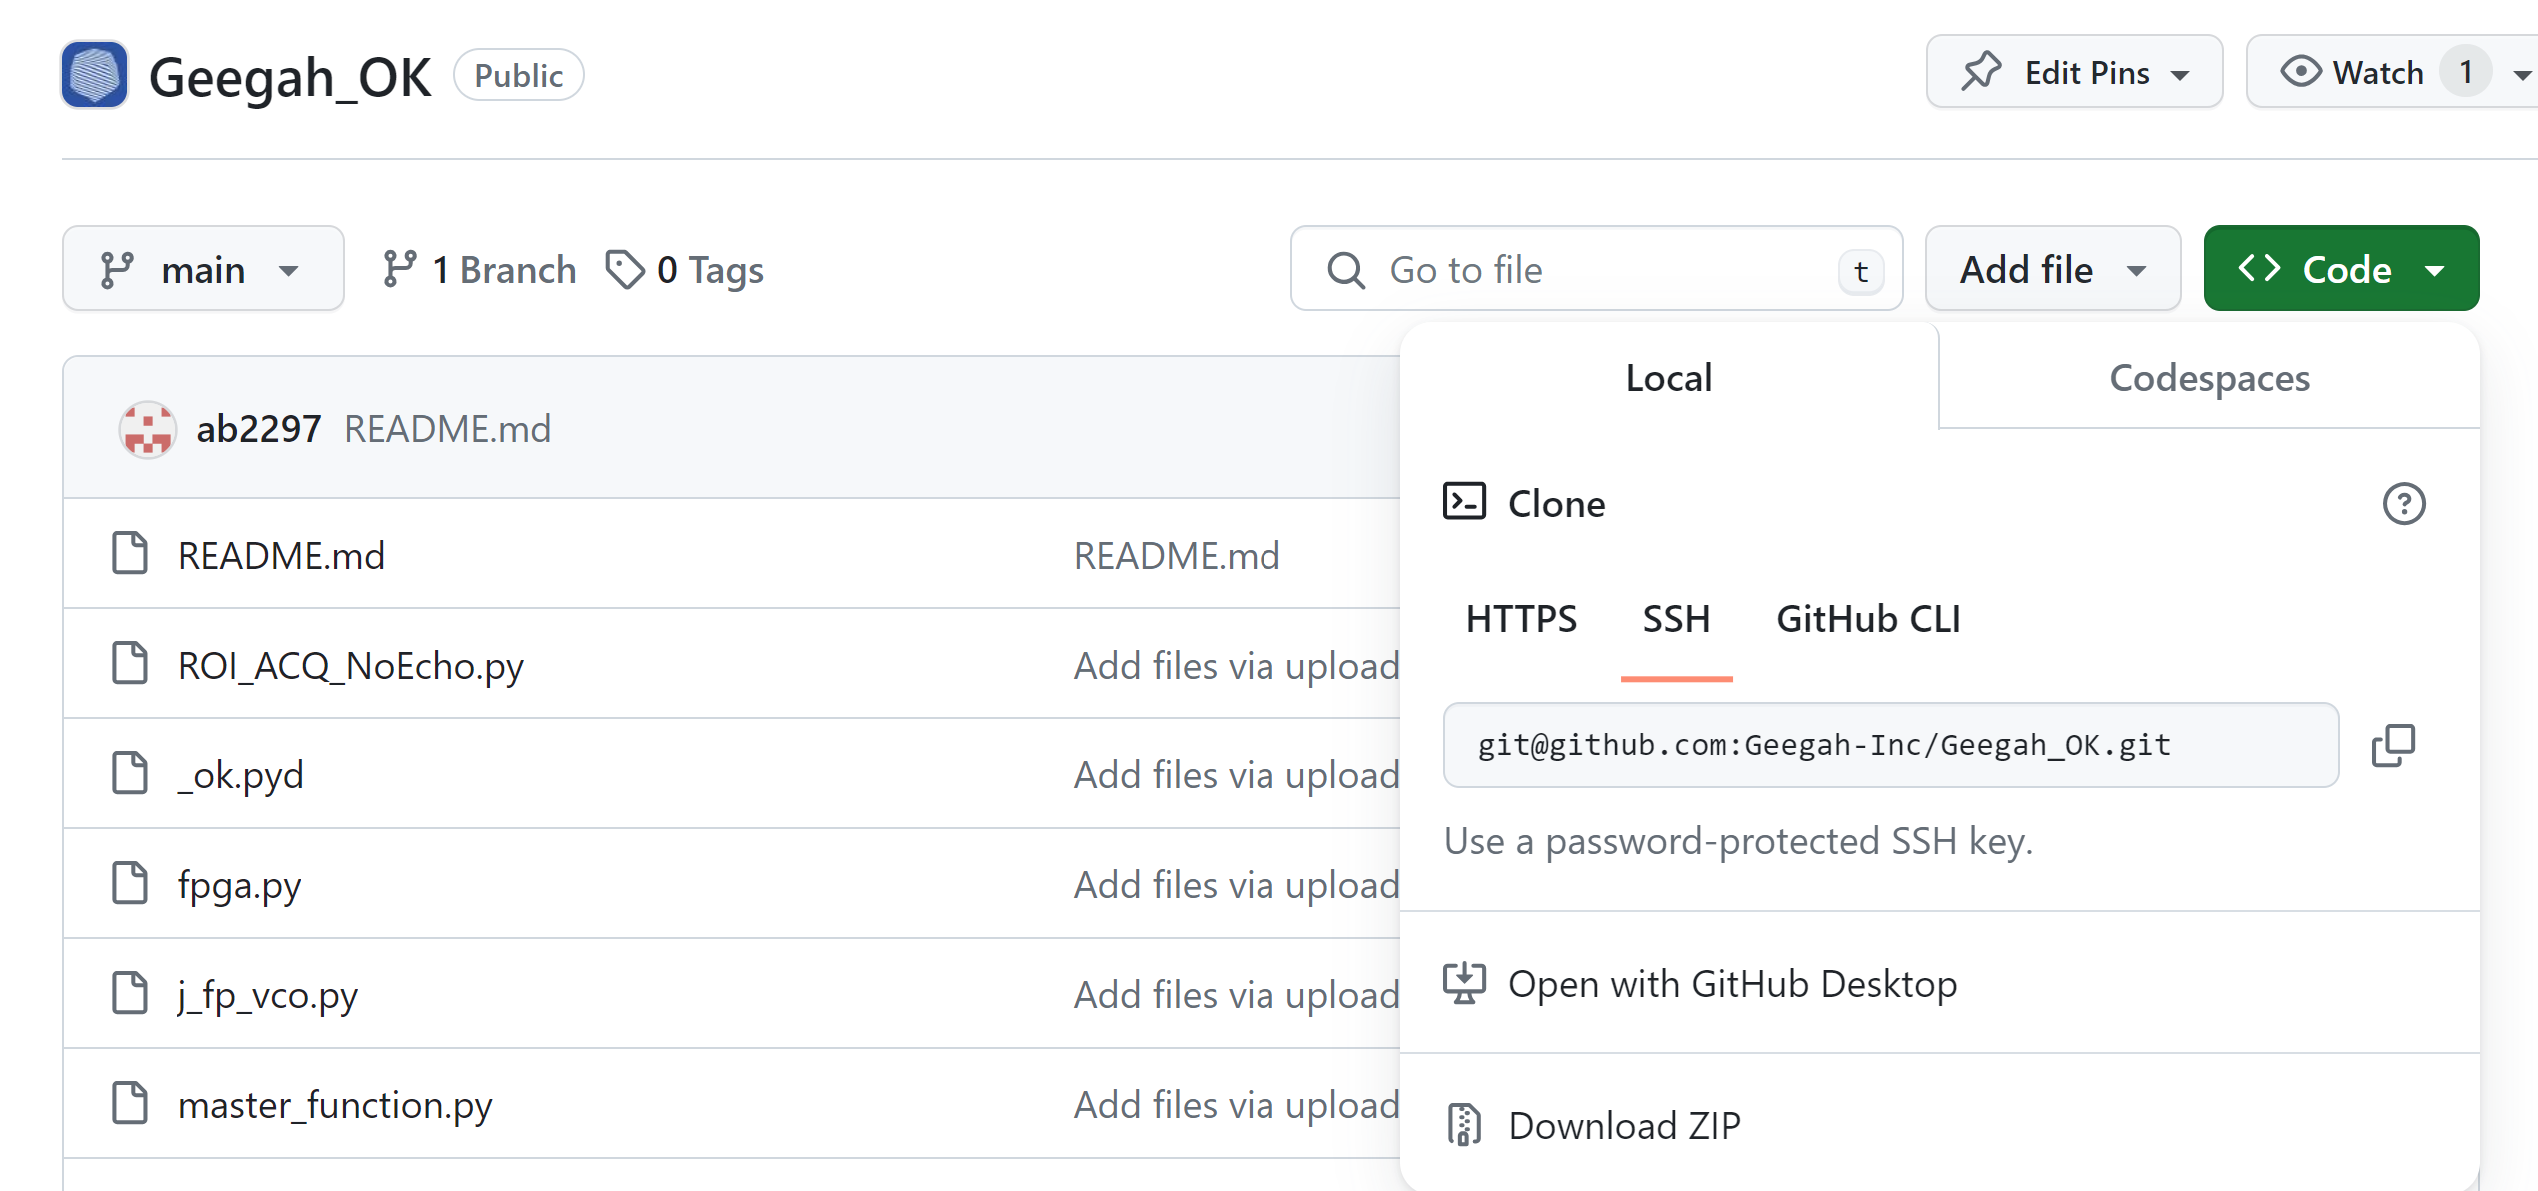 Geegah_OK Public Edit Pins Watch 1
main 1 Branch 0 Tags Go to file t Add file Code
Local Codespaces
ab2297 README.md
Clone
README.md README.md
HTTPS SSH GitHub CLI
ROI_ACQ_NoEcho.py Add files via upload
git@github.com:Geegah-Inc/Geegah_OK.git
_ok.pyd Add files via upload
Use a password-protected SSH key.
fpga.py Add files via upload
Open with GitHub Desktop
j_fp_vco.py Add files via upload
master_function.py Add files via upload
Download ZIP